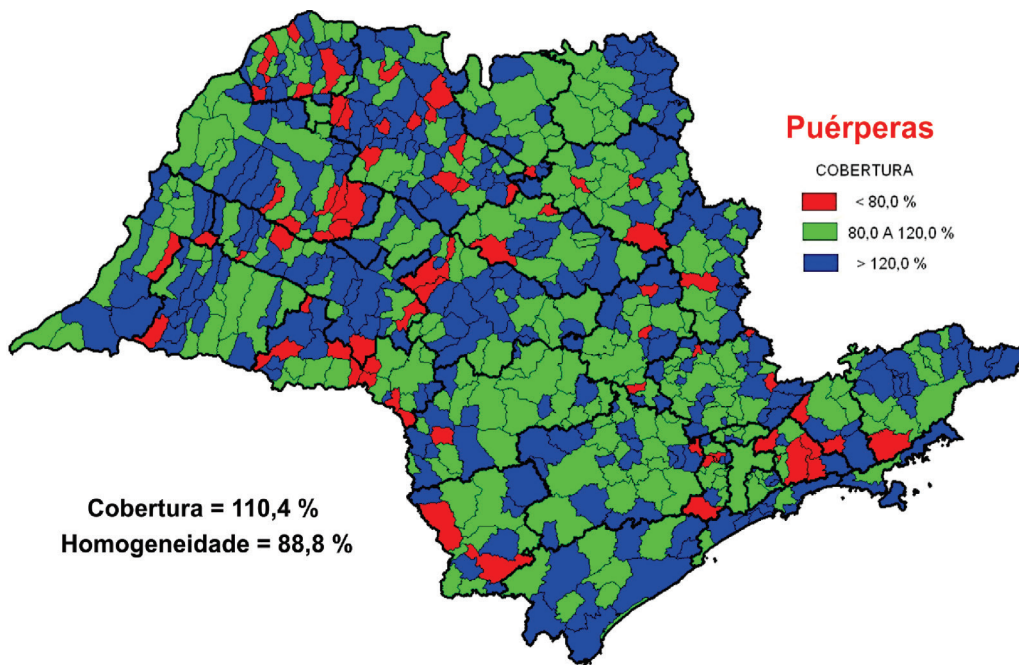 Puérperas
COBERTURA
< 80,0 %
80,0 A 120,0 %
> 120,0 %
Cobertura = 110,4 %
Homogeneidade = 88,8 %